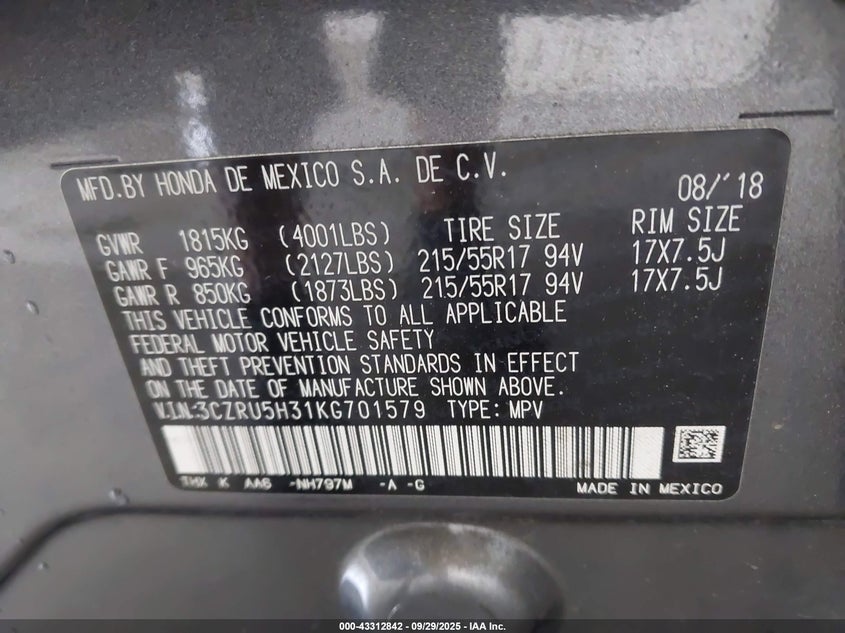 MFD.BY HONDA DE MEXICO S.A. DE C.V.
08/'18
GVWR 1815KG (4001LBS) TIRE SIZE RIM SIZE
GAWR F 965KG (2127LBS) 215/55R17 94V 17X7.5J
GAWR R 850KG (1873LBS) 215/55R17 94V 17X7.5J
THIS VEHICLE CONFORMS TO ALL APPLICABLE
FEDERAL MOTOR VEHICLE SAFETY
AND THEFT PREVENTION STANDARDS IN EFFECT
ON THE DATE OF MANUFACTURE SHOWN ABOVE.
V.I.N:3CZRU5H31KG701579 TYPE: MPV
THX K AA6 -NH797M -A -G
MADE IN MEXICO
000-43312842 - 09/29/2025 - IAA Inc.